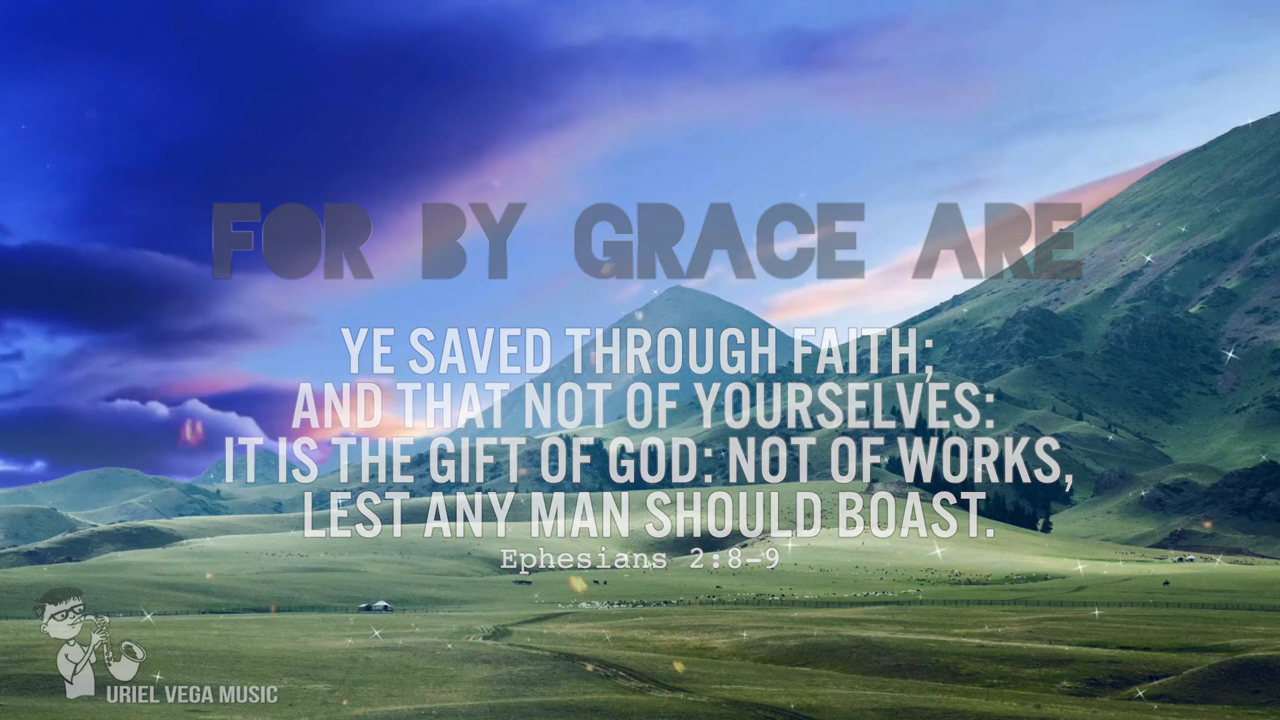 FOR BY GRACE ARE
YE SAVED THROUGH FAITH;
AND THAT NOT OF YOURSELVES:
IT IS THE GIFT OF GOD: NOT OF WORKS,
LEST ANY MAN SHOULD BOAST.
Ephesians 2:8-9
URIEL VEGA MUSIC